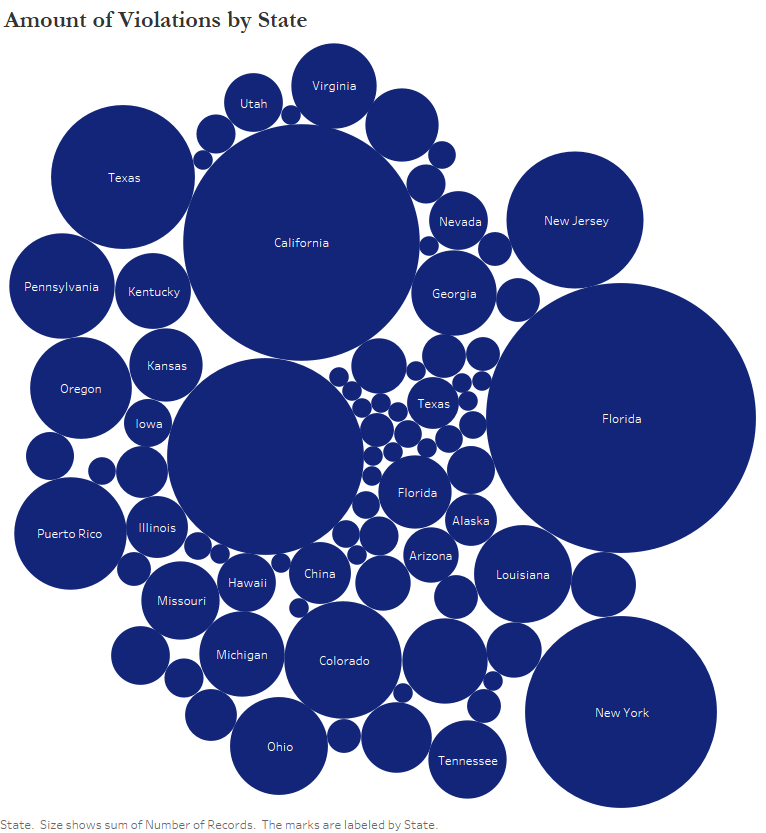 Amount of Violations by State
Virginia
Utah
Texas
New Jersey
Nevada
California
Pennsylvania
Kentucky
Georgia
Kansas
Oregon
Texas
Florida
Iowa
Florida
Alaska
Illinois
Puerto Rico
Arizona
China
Louisiana
Hawaii
Missouri
Michigan
Colorado
New York
Ohio
Tennessee
State.  Size shows sum of Number of Records.  The marks are labeled by State.